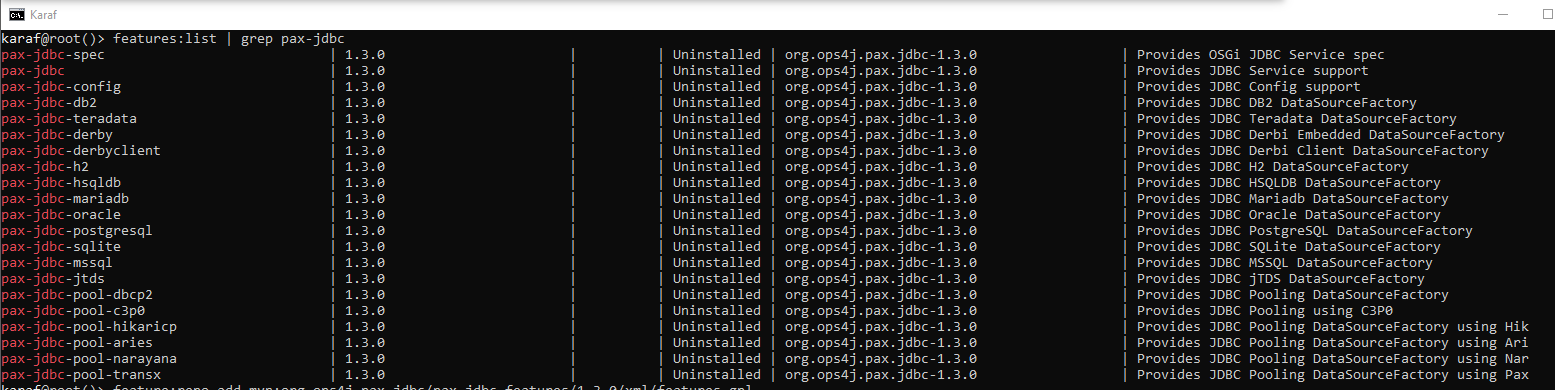 Karaf
karaf@root()> features:list | grep pax-jdbc
pax-jdbc-spec | 1.3.0 | | Uninstalled | org.ops4j.pax.jdbc-1.3.0 | Provides OSGi JDBC Service spec
pax-jdbc | 1.3.0 | | Uninstalled | org.ops4j.pax.jdbc-1.3.0 | Provides JDBC Service support
pax-jdbc-config | 1.3.0 | | Uninstalled | org.ops4j.pax.jdbc-1.3.0 | Provides JDBC Config support
pax-jdbc-db2 | 1.3.0 | | Uninstalled | org.ops4j.pax.jdbc-1.3.0 | Provides JDBC DB2 DataSourceFactory
pax-jdbc-teradata | 1.3.0 | | Uninstalled | org.ops4j.pax.jdbc-1.3.0 | Provides JDBC Teradata DataSourceFactory
pax-jdbc-derby | 1.3.0 | | Uninstalled | org.ops4j.pax.jdbc-1.3.0 | Provides JDBC Derbi Embedded DataSourceFactory
pax-jdbc-derbyclient | 1.3.0 | | Uninstalled | org.ops4j.pax.jdbc-1.3.0 | Provides JDBC Derbi Client DataSourceFactory
pax-jdbc-h2 | 1.3.0 | | Uninstalled | org.ops4j.pax.jdbc-1.3.0 | Provides JDBC H2 DataSourceFactory
pax-jdbc-hsqldb | 1.3.0 | | Uninstalled | org.ops4j.pax.jdbc-1.3.0 | Provides JDBC HSQLDB DataSourceFactory
pax-jdbc-mariadb | 1.3.0 | | Uninstalled | org.ops4j.pax.jdbc-1.3.0 | Provides JDBC Mariadb DataSourceFactory
pax-jdbc-oracle | 1.3.0 | | Uninstalled | org.ops4j.pax.jdbc-1.3.0 | Provides JDBC Oracle DataSourceFactory
pax-jdbc-postgresql | 1.3.0 | | Uninstalled | org.ops4j.pax.jdbc-1.3.0 | Provides JDBC PostgreSQL DataSourceFactory
pax-jdbc-sqlite | 1.3.0 | | Uninstalled | org.ops4j.pax.jdbc-1.3.0 | Provides JDBC SQLite DataSourceFactory
pax-jdbc-mssql | 1.3.0 | | Uninstalled | org.ops4j.pax.jdbc-1.3.0 | Provides JDBC MSSQL DataSourceFactory
pax-jdbc-jtds | 1.3.0 | | Uninstalled | org.ops4j.pax.jdbc-1.3.0 | Provides JDBC jTDS DataSourceFactory
pax-jdbc-pool-dbcp2 | 1.3.0 | | Uninstalled | org.ops4j.pax.jdbc-1.3.0 | Provides JDBC Pooling DataSourceFactory
pax-jdbc-pool-c3p0 | 1.3.0 | | Uninstalled | org.ops4j.pax.jdbc-1.3.0 | Provides JDBC Pooling using C3P0
pax-jdbc-pool-hikaricp | 1.3.0 | | Uninstalled | org.ops4j.pax.jdbc-1.3.0 | Provides JDBC Pooling DataSourceFactory using Hik
pax-jdbc-pool-aries | 1.3.0 | | Uninstalled | org.ops4j.pax.jdbc-1.3.0 | Provides JDBC Pooling DataSourceFactory using Ari
pax-jdbc-pool-narayana | 1.3.0 | | Uninstalled | org.ops4j.pax.jdbc-1.3.0 | Provides JDBC Pooling DataSourceFactory using Nar
pax-jdbc-pool-transx | 1.3.0 | | Uninstalled | org.ops4j.pax.jdbc-1.3.0 | Provides JDBC Pooling DataSourceFactory using Pax
karaf@root()>